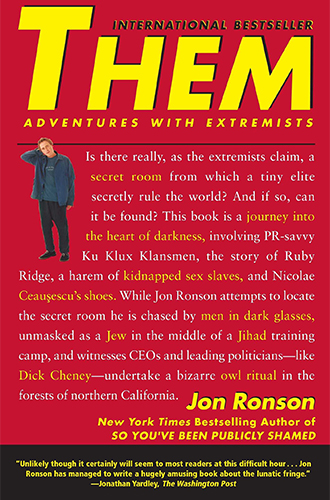 INTERNATIONAL BESTSELLER
THEM
ADVENTURES WITH EXTREMISTS
Is there really, as the extremists claim, a
secret room from which a tiny elite
secretly rule the world? And if so, can
it be found? This book is a journey into
the heart of darkness, involving PR-savvy
Ku Klux Klansmen, the story of Ruby
Ridge, a harem of kidnapped sex slaves, and Nicolae
Ceauşescu's shoes. While Jon Ronson attempts to locate
the secret room he is chased by men in dark glasses,
unmasked as a Jew in the middle of a Jihad training
camp, and witnesses CEOs and leading politicians—like
Dick Cheney—undertake a bizarre owl ritual in the
forests of northern California.
Jon Ronson
New York Times Bestselling Author of
SO YOU'VE BEEN PUBLICLY SHAMED
"Unlikely though it certainly will seem to most readers at this difficult hour . . . Jon
Ronson has managed to write a hugely amusing book about the lunatic fringe."
—Jonathan Yardley, The Washington Post